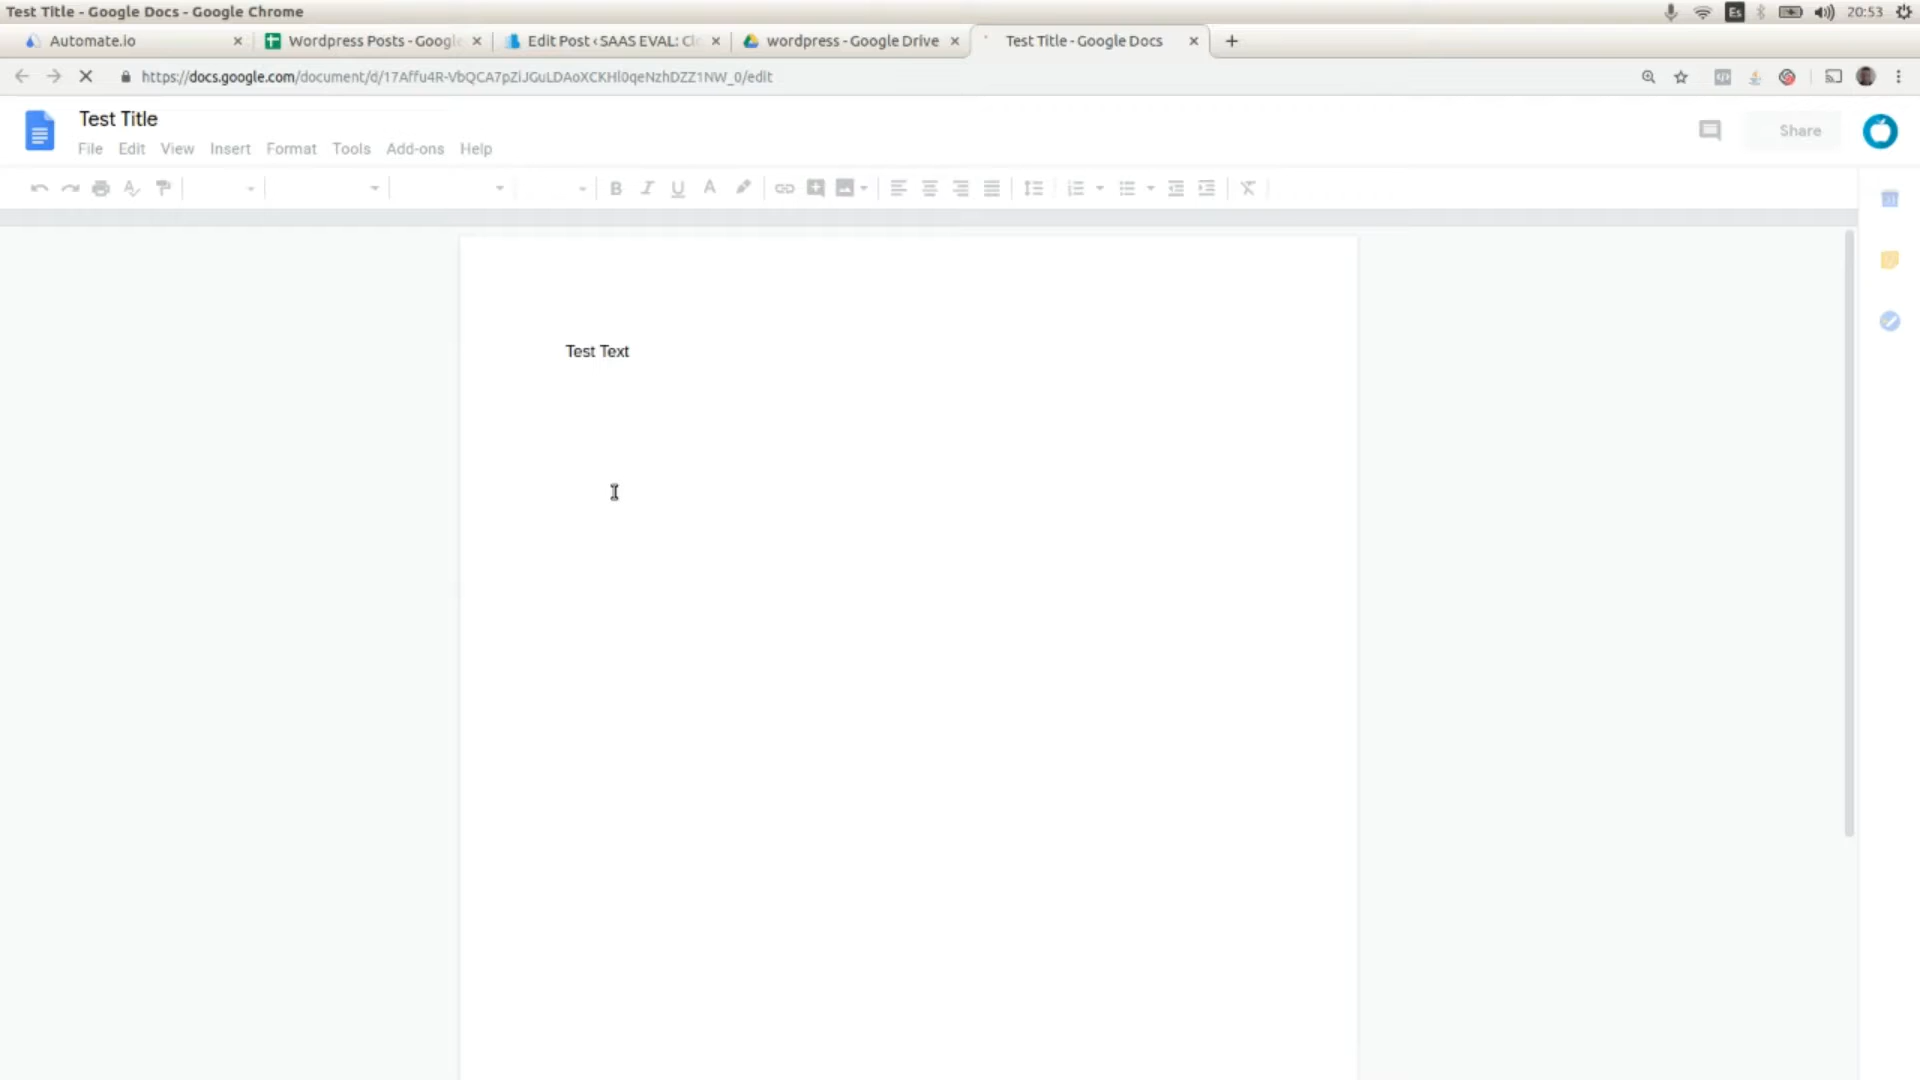 Test Title - Google Docs - Google Chrome
Es
20:53
Automate.io
Wordpress Posts - Googl
Edit Post ‹ SAAS EVAL: Cl
wordpress - Google Drive
Test Title - Google Docs
https://docs.google.com/document/d/17Affu4R-VbQCA7pZiJGuLDAoXCKHl0qeNzhDZZ1NW_0/edit
Test Title
File Edit View Insert Format Tools Add-ons Help
Share
B I U A
Test Text